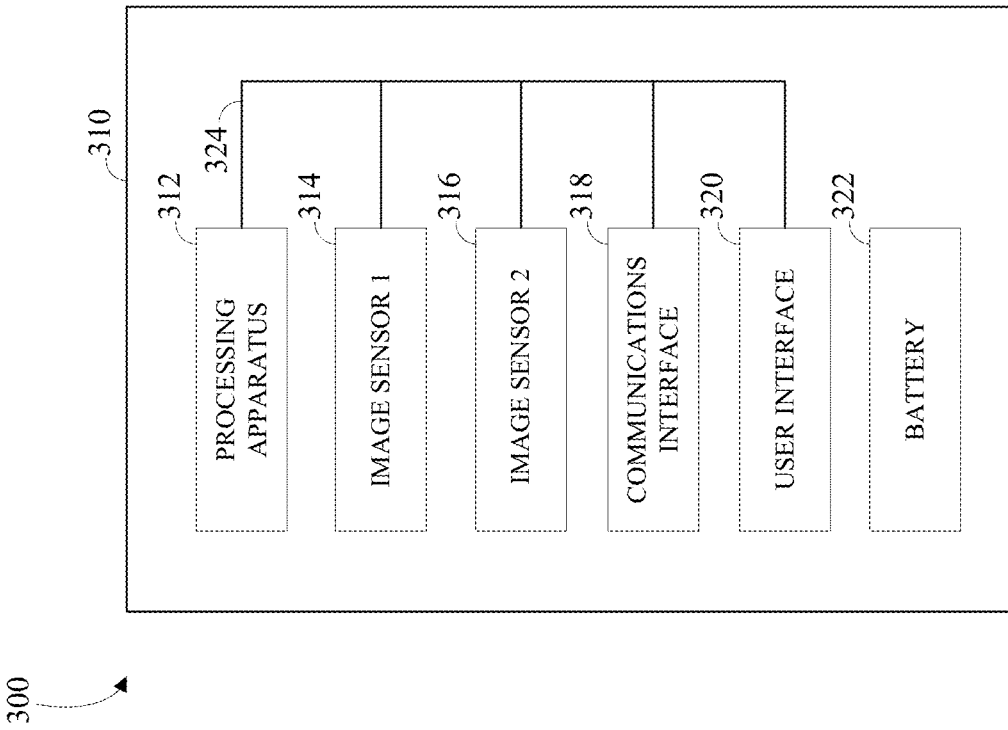 300
310
312
PROCESSING
APPARATUS
324
314
IMAGE SENSOR 1
316
IMAGE SENSOR 2
318
COMMUNICATIONS
INTERFACE
320
USER INTERFACE
322
BATTERY